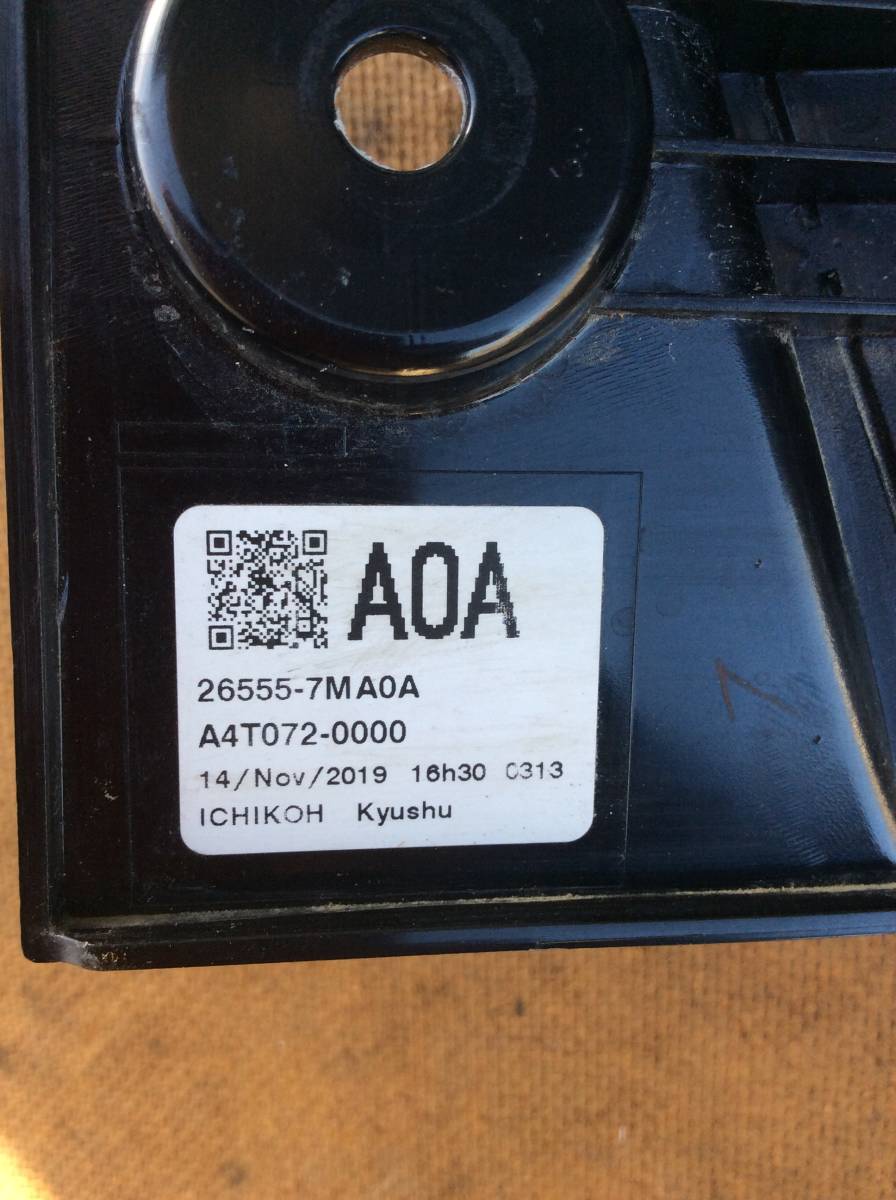 A0A
26555-7MA0A
A4T072-0000
14/Nov/2019 16h30 0313
ICHIKOH Kyushu